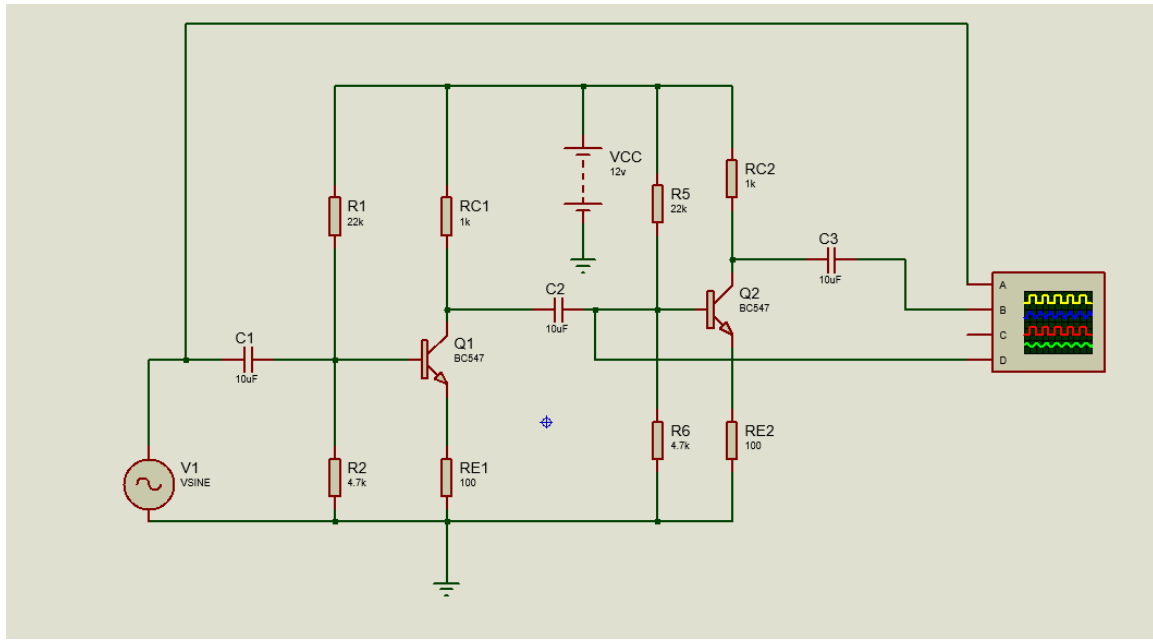 VCC
12v
RC2
1k
R1
22k
RC1
1k
R5
22k
C3
10uF
A
B
C
D
C2
10uF
Q2
BC547
C1
10uF
Q1
BC547
R6
4.7k
RE2
100
V1
VSINE
R2
4.7k
RE1
100